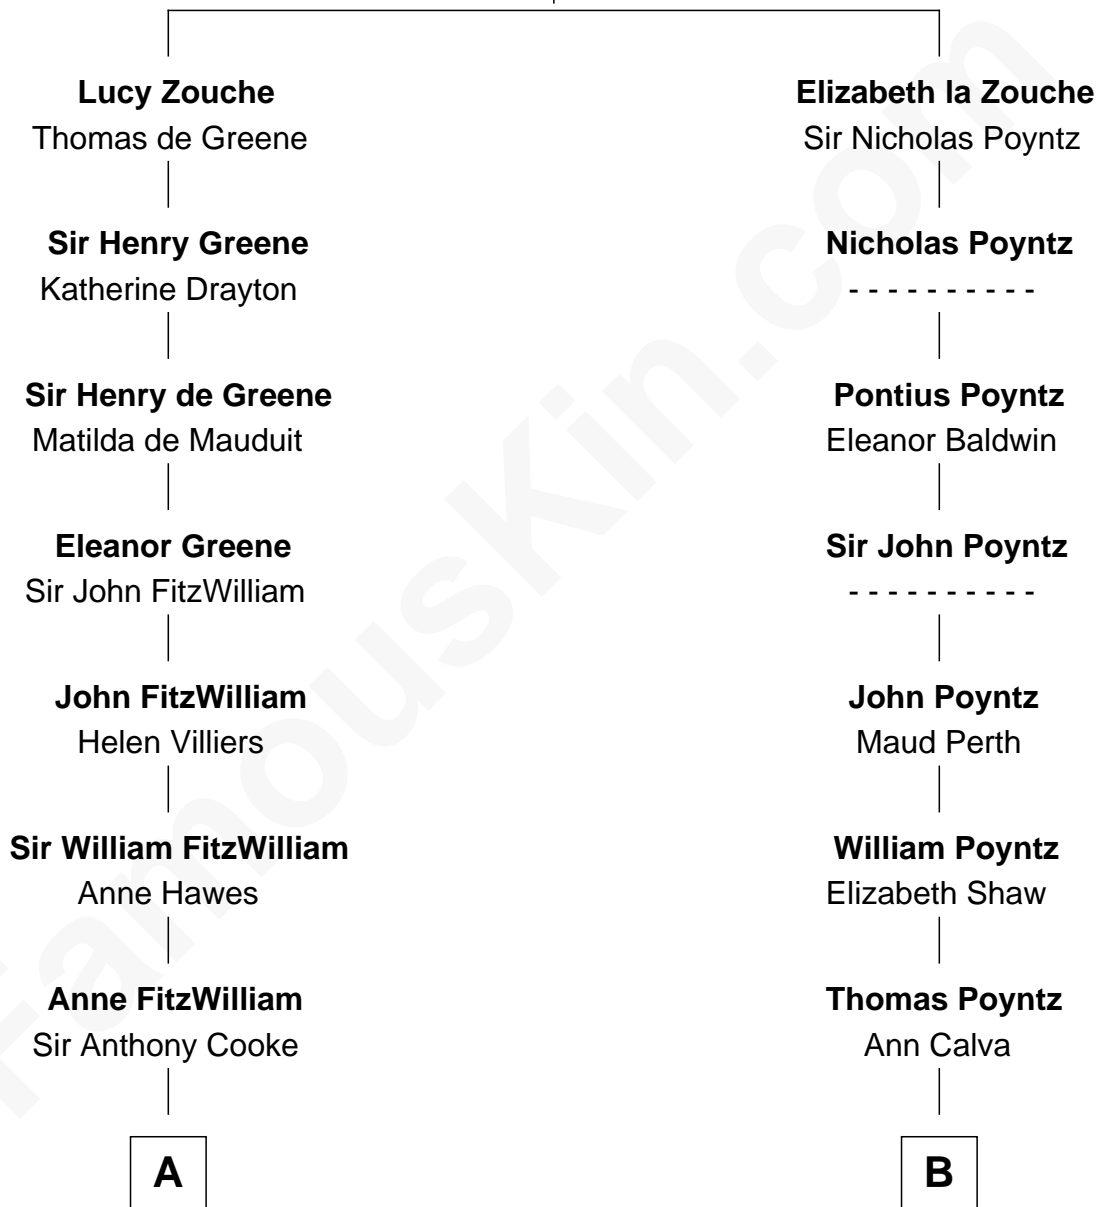 Lucy Zouche
Thomas de Greene
Sir Henry Greene
Katherine Drayton
Sir Henry de Greene
Matilda de Mauduit
Eleanor Greene
Sir John FitzWilliam
John FitzWilliam
Helen Villiers
Sir William FitzWilliam
Anne Hawes
Anne FitzWilliam
Sir Anthony Cooke
A
Elizabeth la Zouche
Sir Nicholas Poyntz
Nicholas Poyntz
- - - - - - - - - -
Pontius Poyntz
Eleanor Baldwin
Sir John Poyntz
- - - - - - - - - -
John Poyntz
Maud Perth
William Poyntz
Elizabeth Shaw
Thomas Poyntz
Ann Calva
B
FamousKin.com